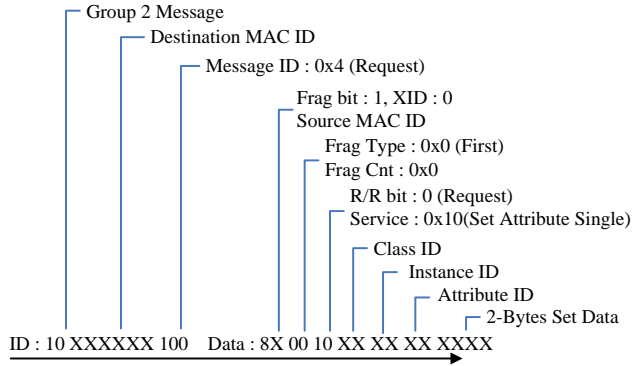 Group 2 Message
Destination MAC ID
Message ID : 0x4 (Request)
Frag bit : 1, XID : 0
Source MAC ID
Frag Type : 0x0 (First)
Frag Cnt : 0x0
R/R bit : 0 (Request)
Service : 0x10(Set Attribute Single)
Class ID
Instance ID
Attribute ID
2-Bytes Set Data
ID : 10 XXXXXX 100 Data : 8X 00 10 XX XX XX XXXX